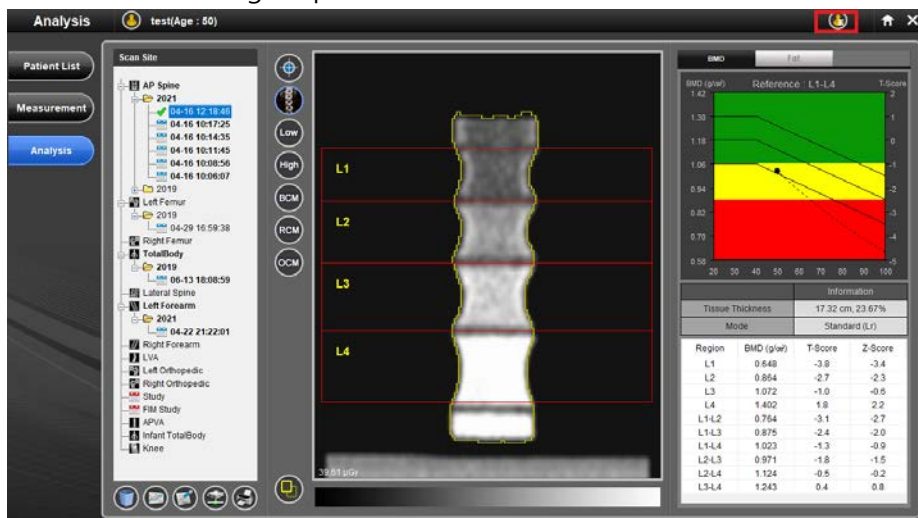 Analysis
test(Age : 50)
Patient List
Measurement
Analysis
Scan Site
AP Spine
2021
04-16 12:18:46
04-16 10:17:25
04-16 10:14:35
04-16 10:11:45
04-16 10:08:56
04-16 10:06:07
2019
Left Femur
2019
04-29 16:59:38
Right Femur
TotalBody
2019
06-13 18:08:59
Lateral Spine
Left Forearm
2021
04-22 21:22:01
Right Forearm
LVA
Left Orthopedic
Right Orthopedic
Study
FIM Study
APVA
Infant TotalBody
Knee
Low
High
BCM
RCM
OCM
L1
L2
L3
L4
39.61 µGr
BMD
Fat
BMD (g/㎠) Reference : L1-L4 T-Score
1.42 2
1.30 1
1.18 0
1.06 -1
0.94 -2
0.82 -3
0.70 -4
0.58 -5
20 30 40 50 60 70 80 90 100
Information
Tissue Thickness 17.32 cm, 23.67%
Mode Standard (Lr)
Region BMD (g/㎠) T-Score Z-Score
L1 0.648 -3.8 -3.4
L2 0.864 -2.7 -2.3
L3 1.072 -1.0 -0.6
L4 1.402 1.8 2.2
L1-L2 0.764 -3.1 -2.7
L1-L3 0.875 -2.4 -2.0
L1-L4 1.023 -1.3 -0.9
L2-L3 0.971 -1.8 -1.5
L2-L4 1.124 -0.5 -0.2
L3-L4 1.243 0.4 0.8